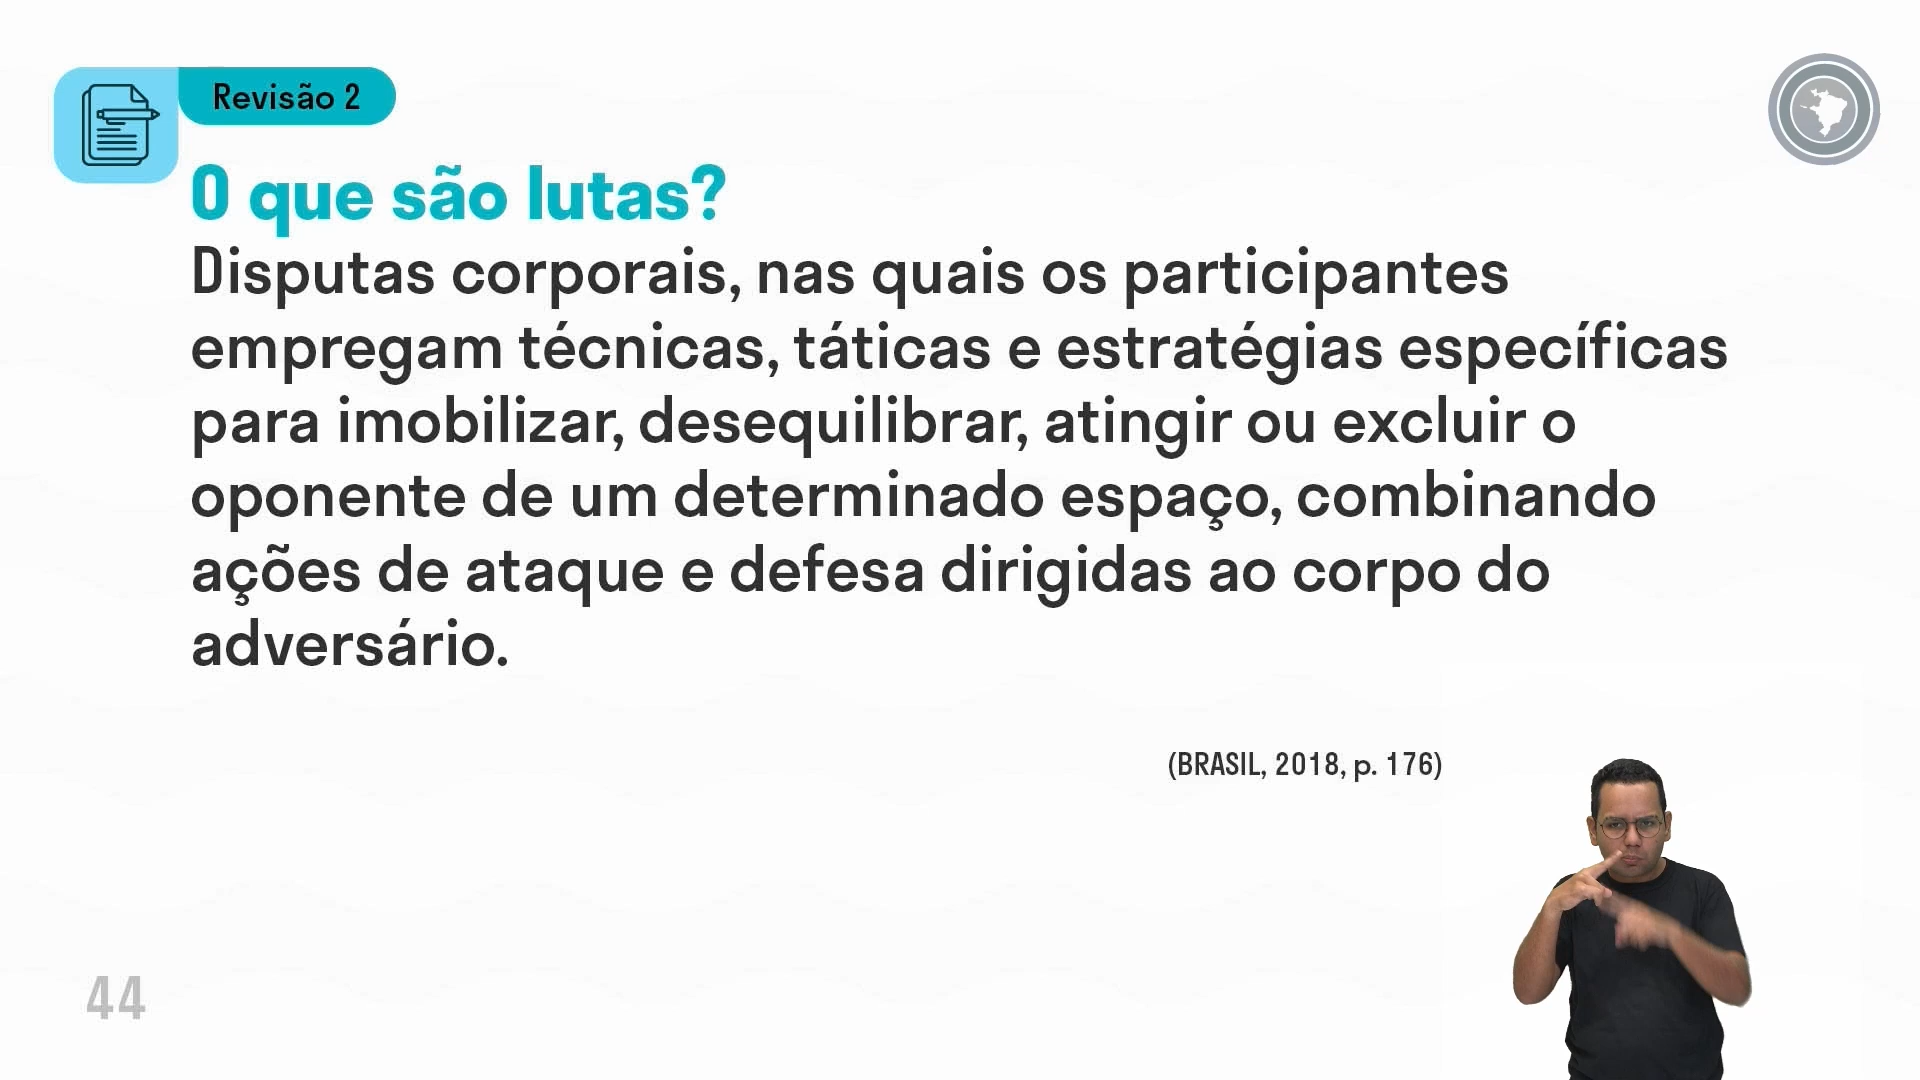 Revisão 2
O que são lutas?
Disputas corporais, nas quais os participantes
empregam técnicas, táticas e estratégias específicas
para imobilizar, desequilibrar, atingir ou excluir o
oponente de um determinado espaço, combinando
ações de ataque e defesa dirigidas ao corpo do
adversário.
(BRASIL, 2018, p. 176)
44